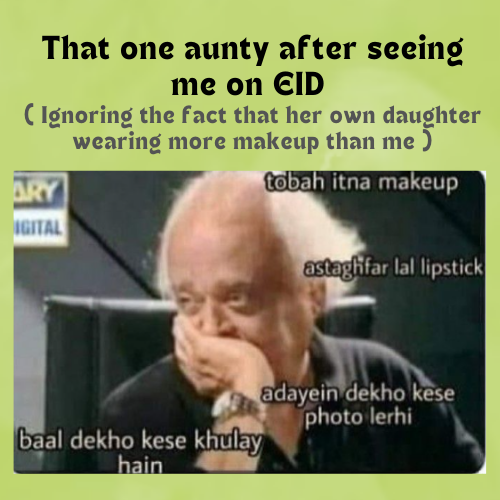 That one aunty after seeing
me on EID
( Ignoring the fact that her own daughter
wearing more makeup than me )
ARY
DIGITAL
tobah itna makeup
astaghfar lal lipstick
adayein dekho kese
photo lerhi
baal dekho kese khulay
hain